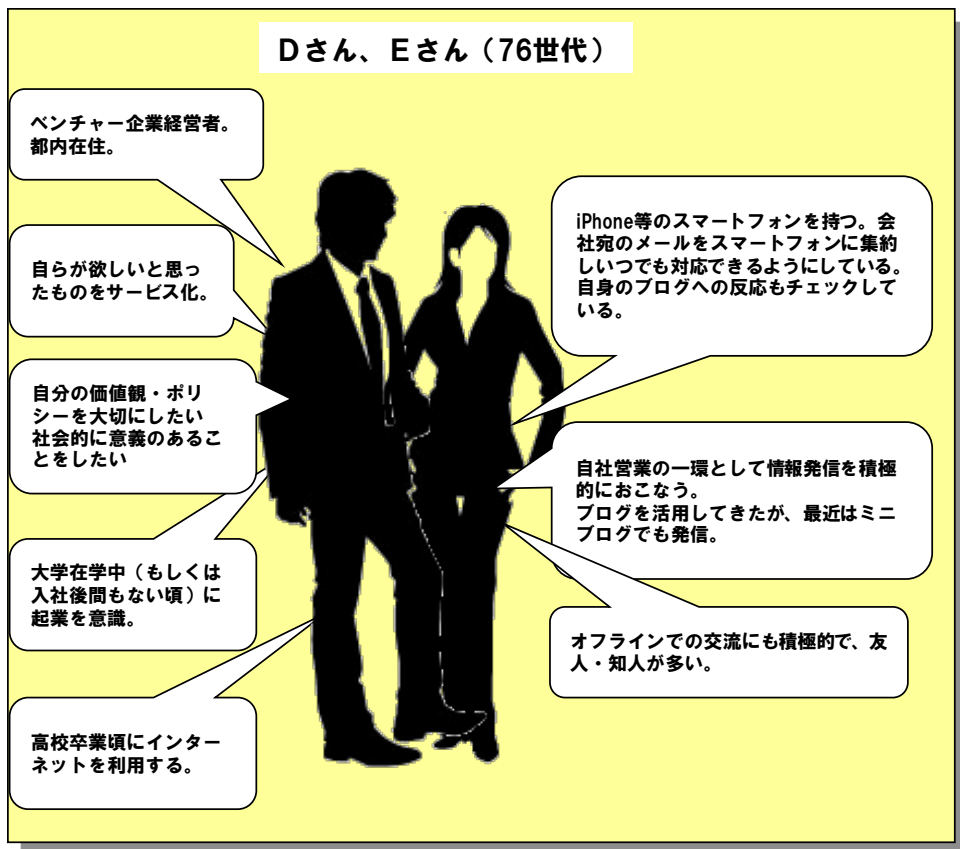 Dさん、Eさん（76世代）
ベンチャー企業経営者。
都内在住。
自らが欲しいと思っ
たものをサービス化。
自分の価値観・ポリ
シーを大切にしたい
社会的に意義のあるこ
とをしたい
大学在学中（もしくは
入社後間もない頃）に
起業を意識。
高校卒業頃にインター
ネットを利用する。
iPhone等のスマートフォンを持つ。会
社宛のメールをスマートフォンに集約
しいつでも対応できるようにしている。
自身のブログへの反応もチェックして
いる。
自社営業の一環として情報発信を積極
的におこなう。
ブログを活用してきたが、最近はミニ
ブログでも発信。
オフラインでの交流にも積極的で、友
人・知人が多い。